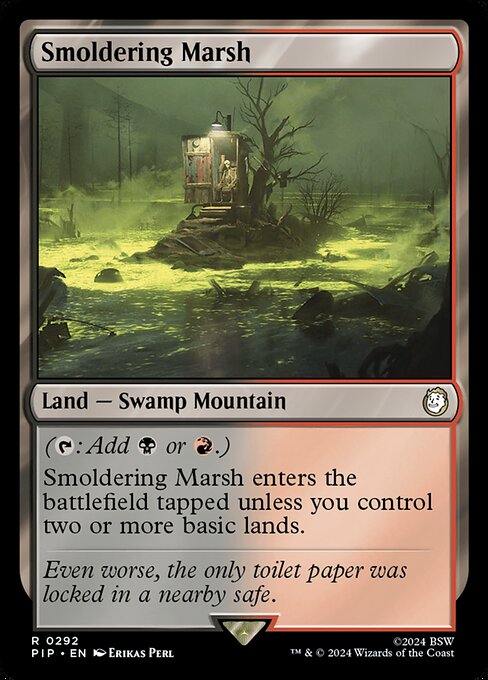 Smoldering Marsh
Land — Swamp Mountain
(: Add  or .)
Smoldering Marsh enters the
battlefield tapped unless you control
two or more basic lands.
Even worse, the only toilet paper was
locked in a nearby safe.
R 0292
PIP • EN Erikas Perl
©2024 BSW
™ & © 2024 Wizards of the Coast